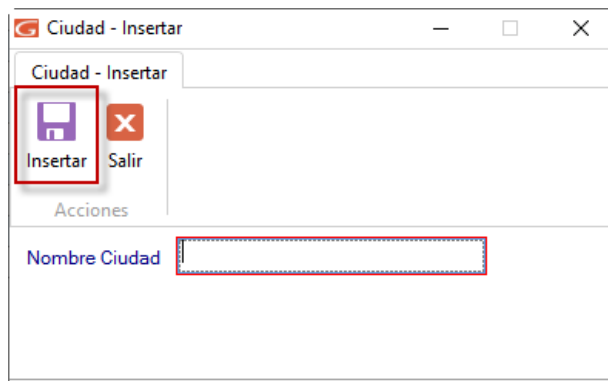 Ciudad - Insertar
Ciudad - Insertar
Insertar Salir
Acciones
Nombre Ciudad